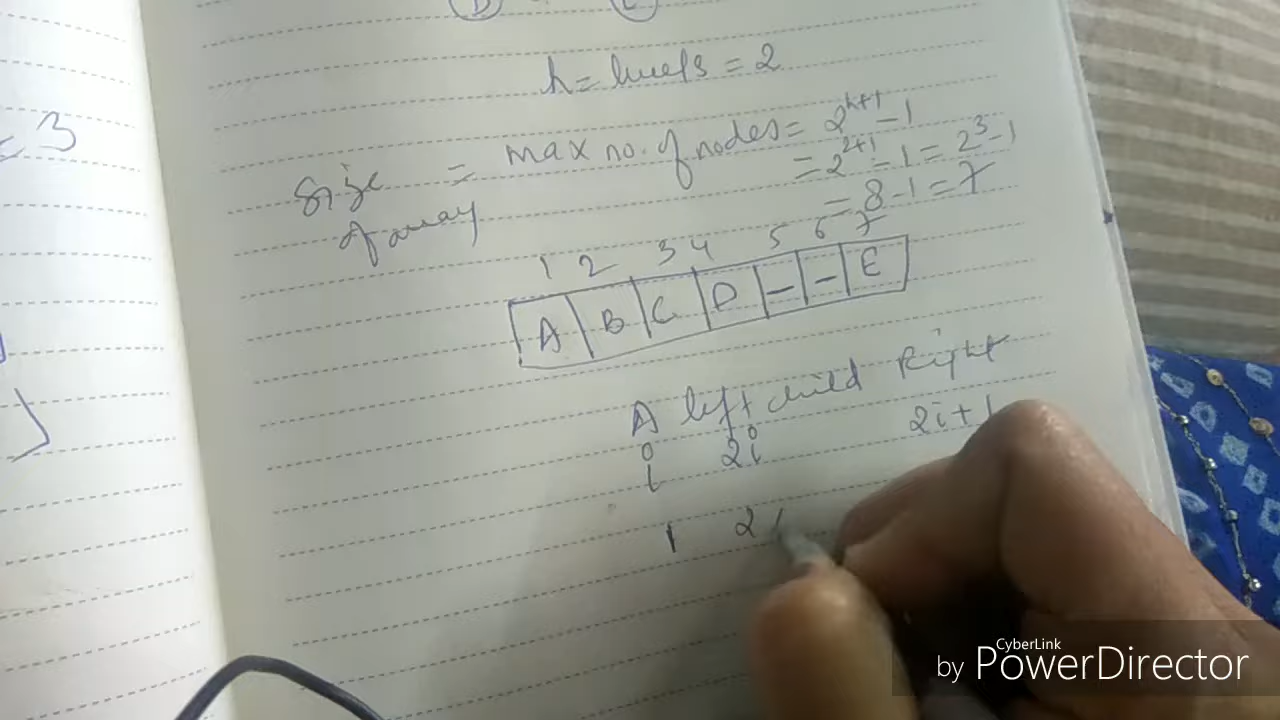 = 3
D
h = levels = 2
Size = max no. of nodes = 2^{h+1} - 1
of array = 2^{2+1} - 1 = 2^3 - 1
= 8 - 1 = 7
1 2 3 4 5 6 7
A B C D - - E
A left child Right
i 2i 2i+1
1 2
CyberLink
by PowerDirector